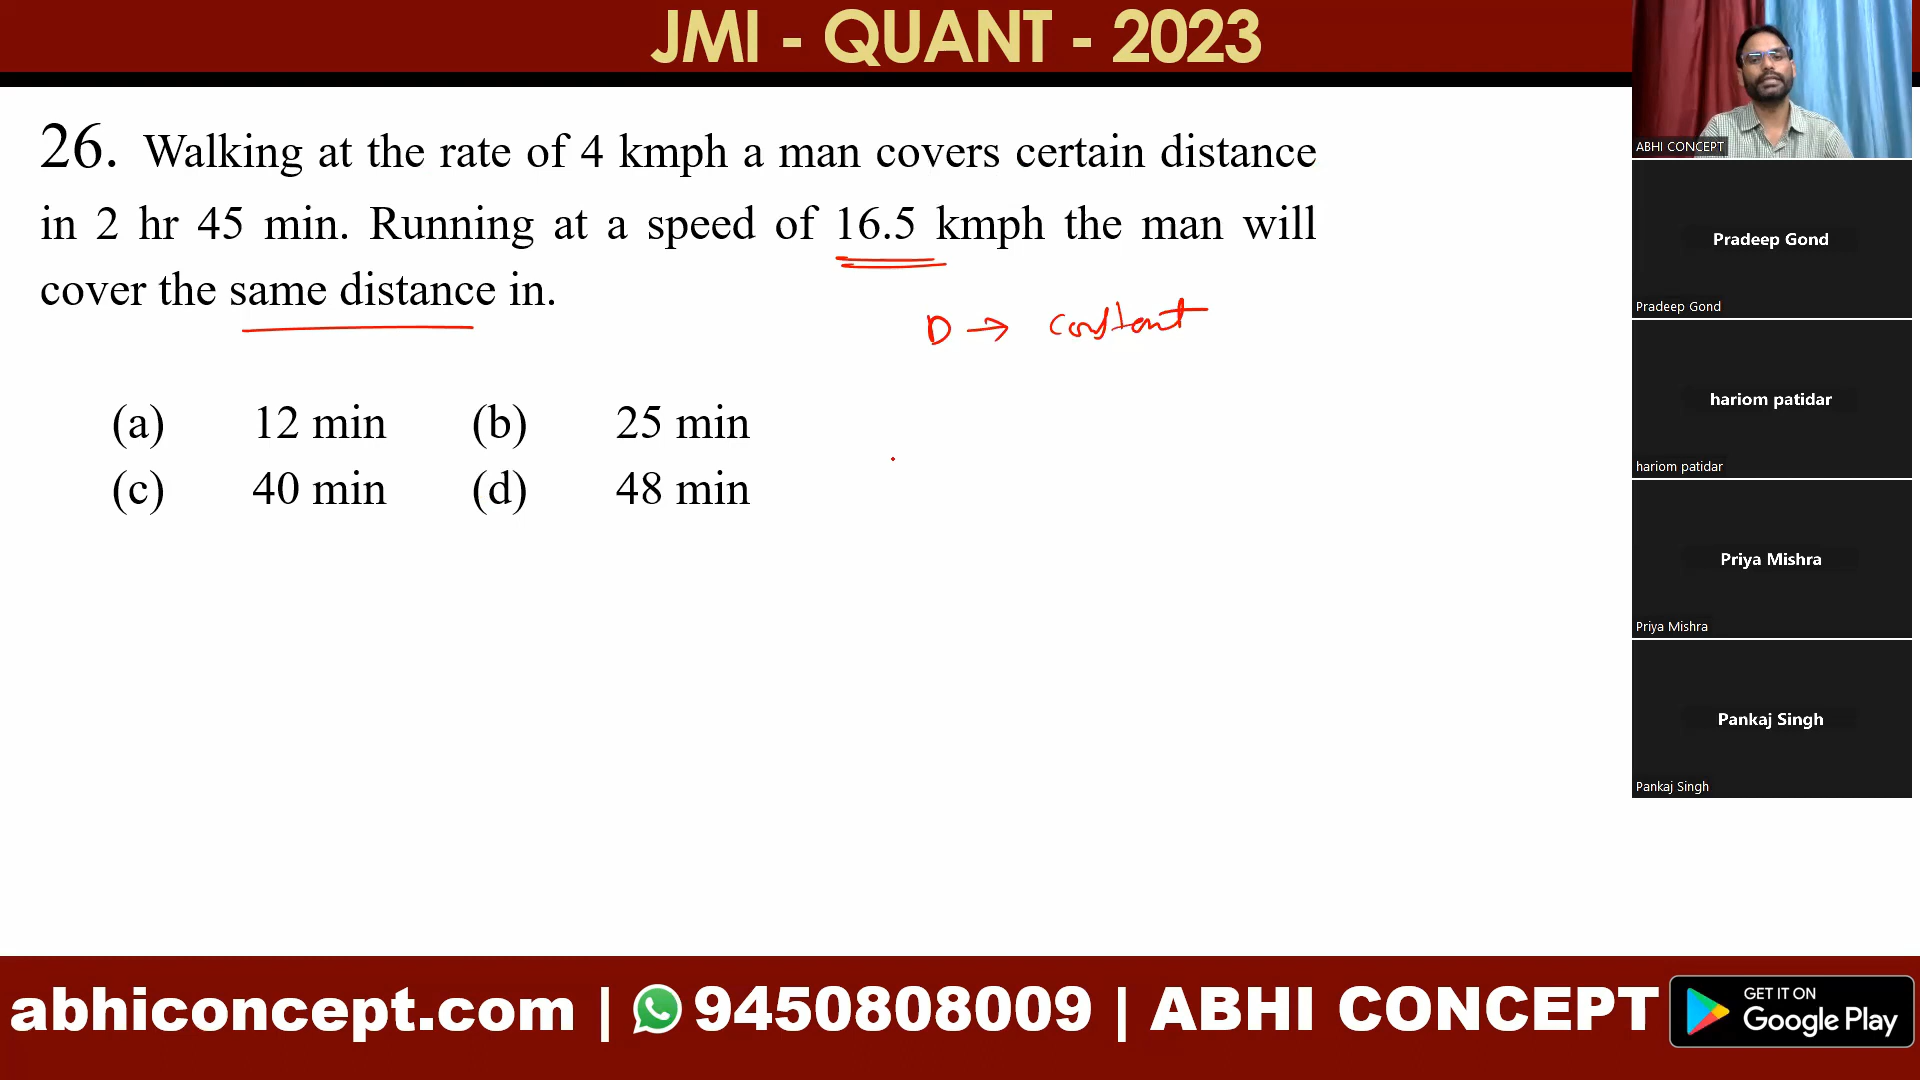 JMI - QUANT - 2023
26. Walking at the rate of 4 kmph a man covers certain distance
in 2 hr 45 min. Running at a speed of 16.5 kmph the man will
cover the same distance in.
D → constant
(a) 12 min (b) 25 min
(c) 40 min (d) 48 min
ABHI CONCEPT
Pradeep Gond
Pradeep Gond
hariom patidar
hariom patidar
Priya Mishra
Priya Mishra
Pankaj Singh
Pankaj Singh
abhiconcept.com | 9450808009 | ABHI CONCEPT
GET IT ON
Google Play